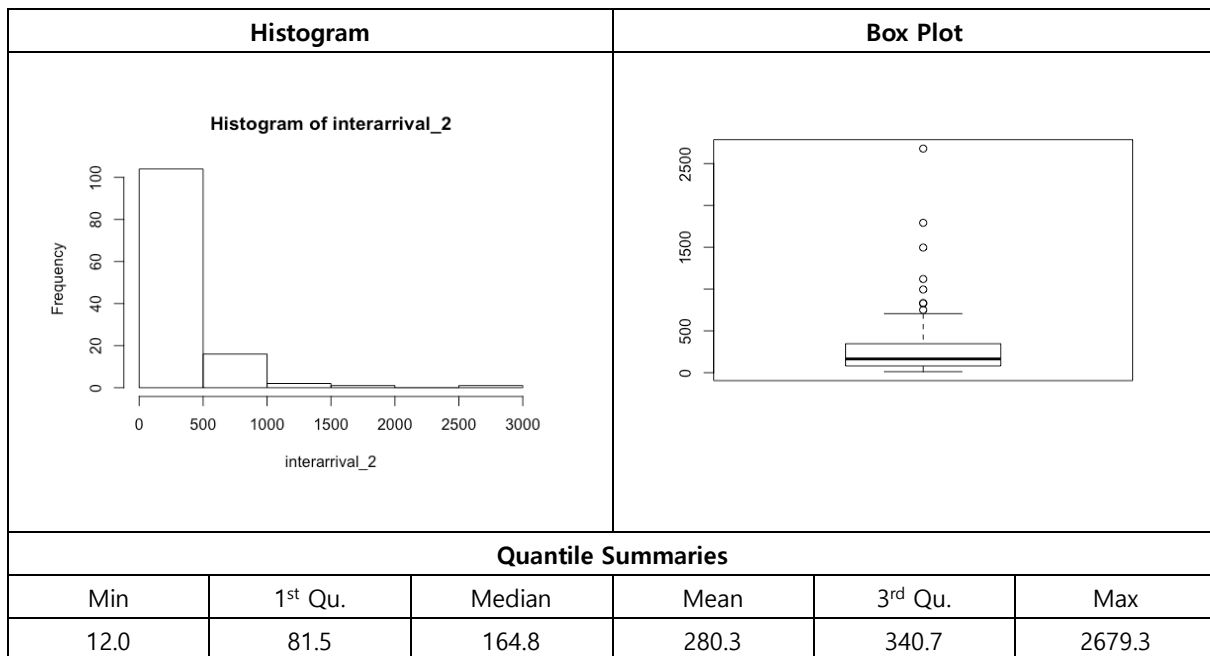 Histogram
Box Plot
Histogram of interarrival_2
Frequency
100
80
60
40
20
0
0 500 1000 1500 2000 2500 3000
interarrival_2
2500
1500
500
0
Quantile Summaries
Min 1st Qu. Median Mean 3rd Qu. Max
12.0 81.5 164.8 280.3 340.7 2679.3